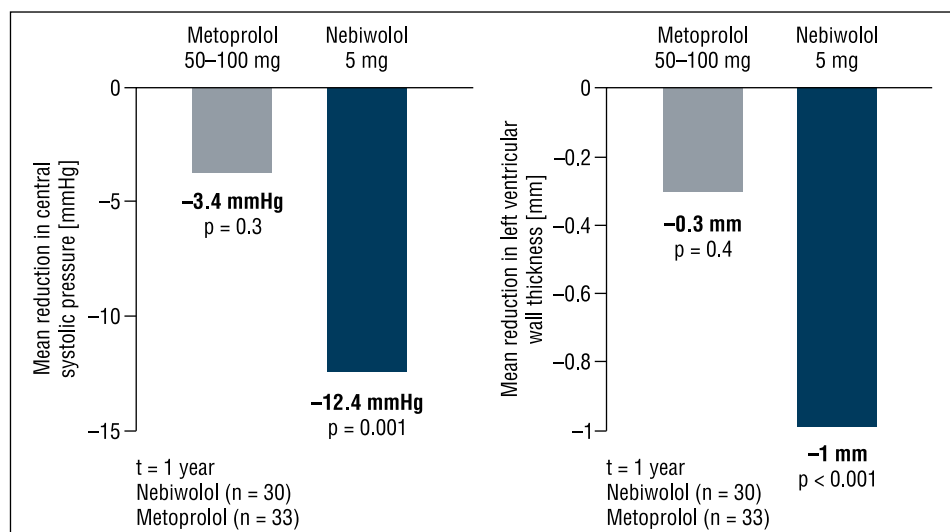 Metoprolol
50–100 mg
Nebiwolol
5 mg
Mean reduction in central
systolic pressure [mmHg]
0
–5
–10
–15
–3.4 mmHg
p = 0.3
–12.4 mmHg
p = 0.001
t = 1 year
Nebiwolol (n = 30)
Metoprolol (n = 33)
Metoprolol
50–100 mg
Nebiwolol
5 mg
Mean reduction in left ventricular
wall thickness [mm]
0
–0.2
–0.4
–0.6
–0.8
–1
–0.3 mm
p = 0.4
–1 mm
p < 0.001
t = 1 year
Nebiwolol (n = 30)
Metoprolol (n = 33)